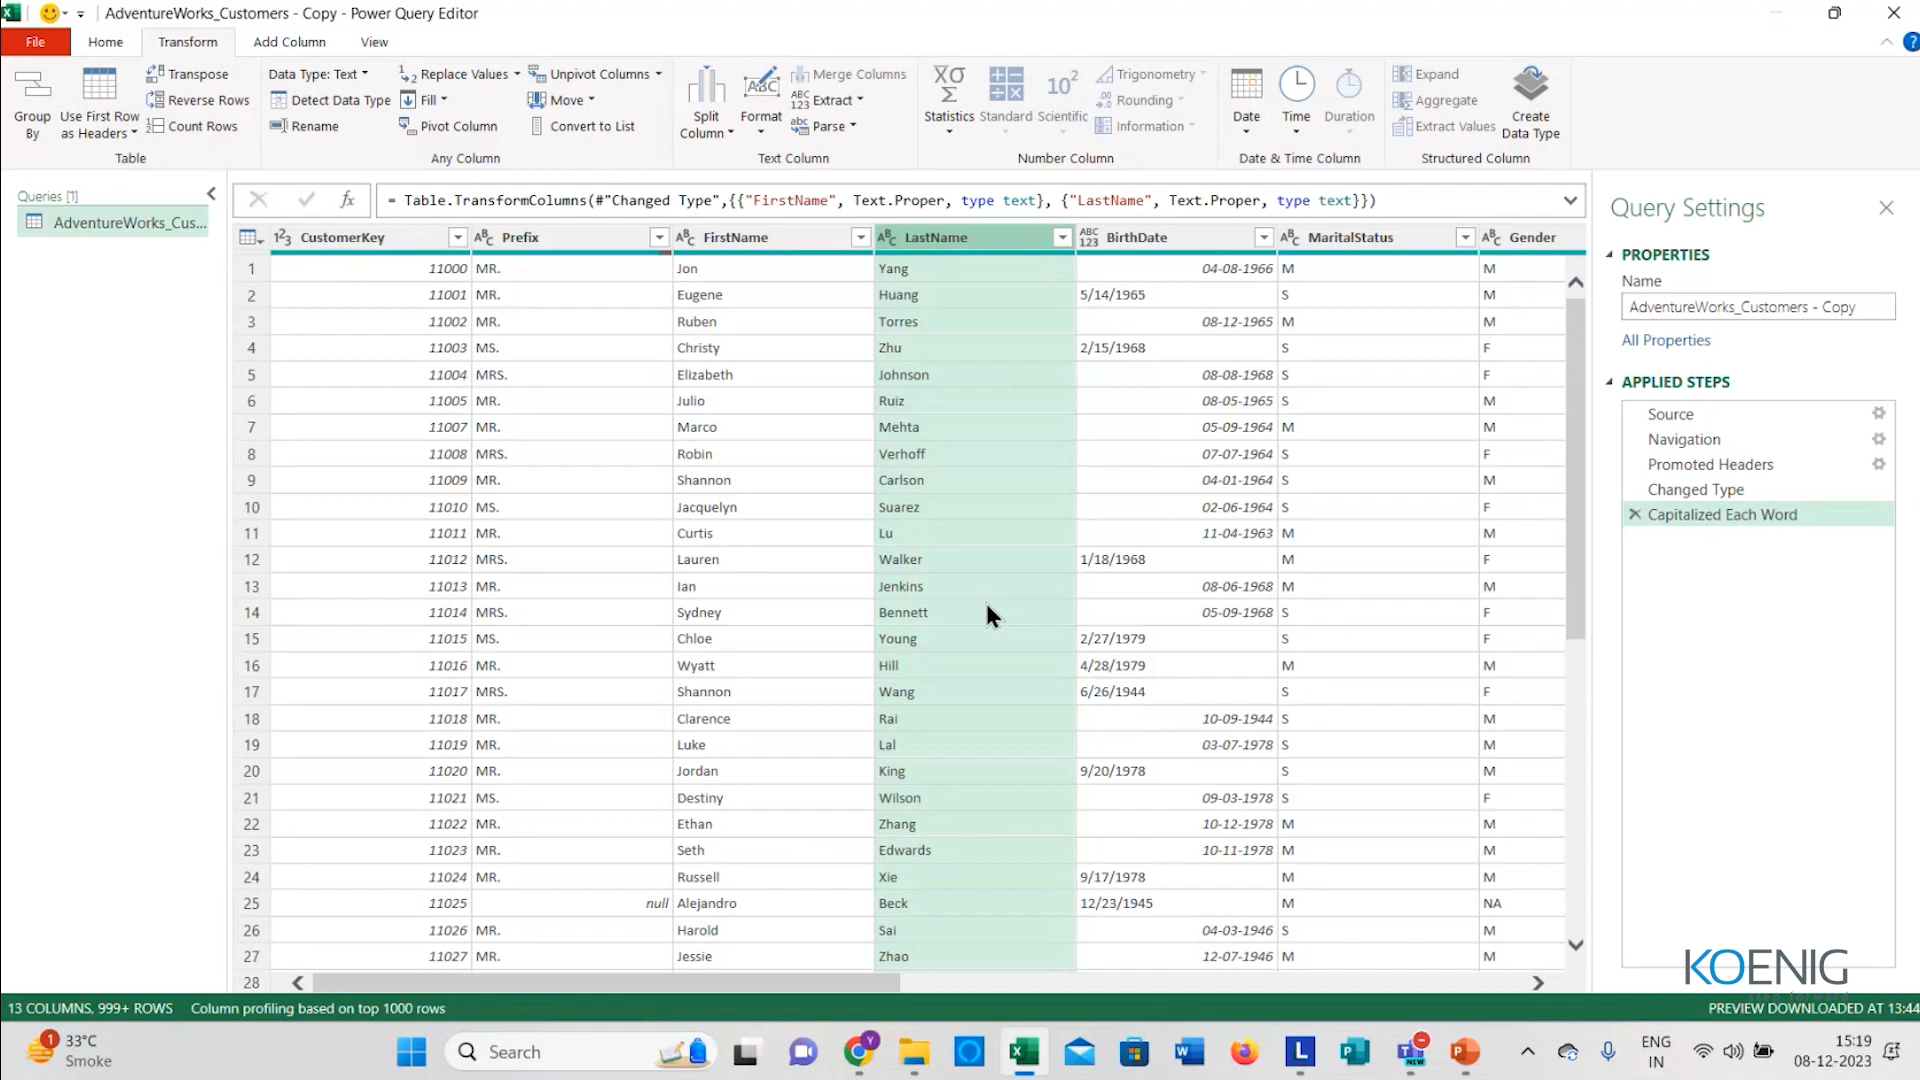 AdventureWorks_Customers - Copy - Power Query Editor
File Home Transform Add Column View
Group By
Use First Row as Headers
Transpose
Reverse Rows
Count Rows
Table
Data Type: Text
Detect Data Type
Rename
Replace Values
Fill
Pivot Column
Unpivot Columns
Move
Convert to List
Any Column
Split Column
Format
Merge Columns
Extract
Parse
Text Column
Statistics
Standard
Scientific
Trigonometry
Rounding
Information
Number Column
Date
Time
Duration
Date & Time Column
Expand
Aggregate
Extract Values
Create Data Type
Structured Column
Queries [1]
AdventureWorks_Cus...
= Table.TransformColumns(#"Changed Type",{{"FirstName", Text.Proper, type text}, {"LastName", Text.Proper, type text}})
CustomerKey Prefix FirstName LastName BirthDate MaritalStatus Gender
1 11000 MR. Jon Yang 04-08-1966 M M
2 11001 MR. Eugene Huang 5/14/1965 S M
3 11002 MR. Ruben Torres 08-12-1965 M M
4 11003 MS. Christy Zhu 2/15/1968 S F
5 11004 MRS. Elizabeth Johnson 08-08-1968 S F
6 11005 MR. Julio Ruiz 08-05-1965 S M
7 11007 MR. Marco Mehta 05-09-1964 M M
8 11008 MRS. Robin Verhoff 07-07-1964 S F
9 11009 MR. Shannon Carlson 04-01-1964 S M
10 11010 MS. Jacquelyn Suarez 02-06-1964 S F
11 11011 MR. Curtis Lu 11-04-1963 M M
12 11012 MRS. Lauren Walker 1/18/1968 M F
13 11013 MR. Ian Jenkins 08-06-1968 M M
14 11014 MRS. Sydney Bennett 05-09-1968 S F
15 11015 MS. Chloe Young 2/27/1979 S F
16 11016 MR. Wyatt Hill 4/28/1979 M M
17 11017 MRS. Shannon Wang 6/26/1944 S F
18 11018 MR. Clarence Rai 10-09-1944 S M
19 11019 MR. Luke Lal 03-07-1978 S M
20 11020 MR. Jordan King 9/20/1978 S M
21 11021 MS. Destiny Wilson 09-03-1978 S F
22 11022 MR. Ethan Zhang 10-12-1978 M M
23 11023 MR. Seth Edwards 10-11-1978 M M
24 11024 MR. Russell Xie 9/17/1978 M M
25 11025 null Alejandro Beck 12/23/1945 M NA
26 11026 MR. Harold Sai 04-03-1946 S M
27 11027 MR. Jessie Zhao 12-07-1946 M M
28
Query Settings
PROPERTIES
Name
AdventureWorks_Customers - Copy
All Properties
APPLIED STEPS
Source
Navigation
Promoted Headers
Changed Type
Capitalized Each Word
KOENIG
13 COLUMNS, 999+ ROWS Column profiling based on top 1000 rows PREVIEW DOWNLOADED AT 13:44
33°C
Smoke
Search
ENG
IN
15:19
08-12-2023